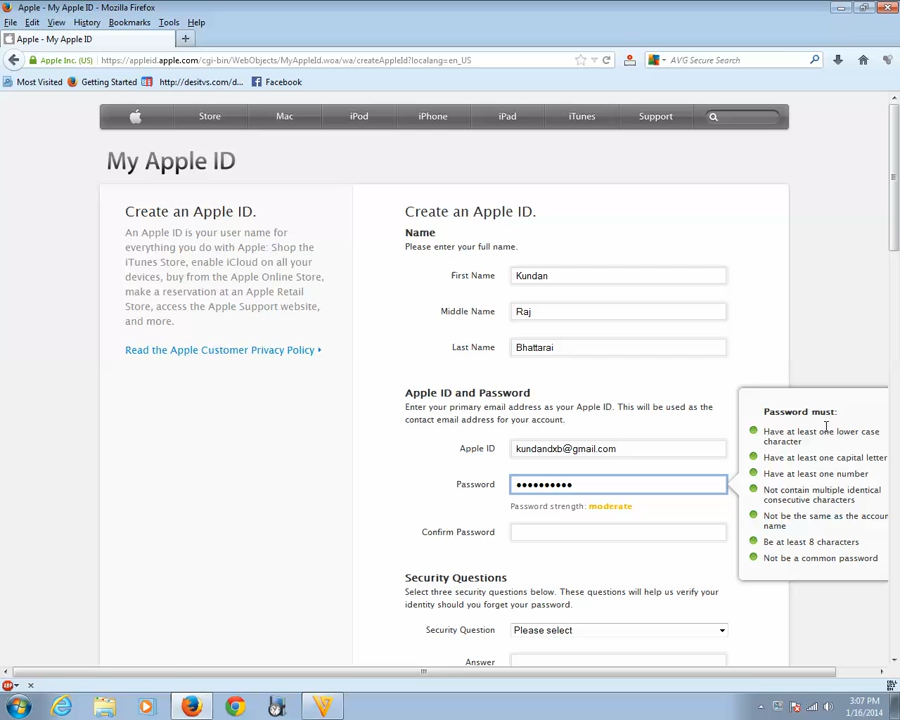 Apple - My Apple ID - Mozilla Firefox
File Edit View History Bookmarks Tools Help
Apple - My Apple ID
Apple Inc. (US) https://appleid.apple.com/cgi-bin/WebObjects/MyAppleId.woa/wa/createAppleId?localang=en_US
AVG Secure Search
Most Visited Getting Started http://desitvs.com/d... Facebook
Store Mac iPod iPhone iPad iTunes Support
My Apple ID
Create an Apple ID.
An Apple ID is your user name for
everything you do with Apple: Shop the
iTunes Store, enable iCloud on all your
devices, buy from the Apple Online Store,
make a reservation at an Apple Retail
Store, access the Apple Support website,
and more.
Read the Apple Customer Privacy Policy
Create an Apple ID.
Name
Please enter your full name.
First Name Kundan
Middle Name Raj
Last Name Bhattarai
Apple ID and Password
Enter your primary email address as your Apple ID. This will be used as the
contact email address for your account.
Apple ID kundandxb@gmail.com
Password ••••••••••
Password strength: moderate
Confirm Password
Password must:
Have at least one lower case
character
Have at least one capital letter
Have at least one number
Not contain multiple identical
consecutive characters
Not be the same as the accoun
name
Be at least 8 characters
Not be a common password
Security Questions
Select three security questions below. These questions will help us verify your
identity should you forget your password.
Security Question Please select
Answer
3:07 PM
1/16/2014